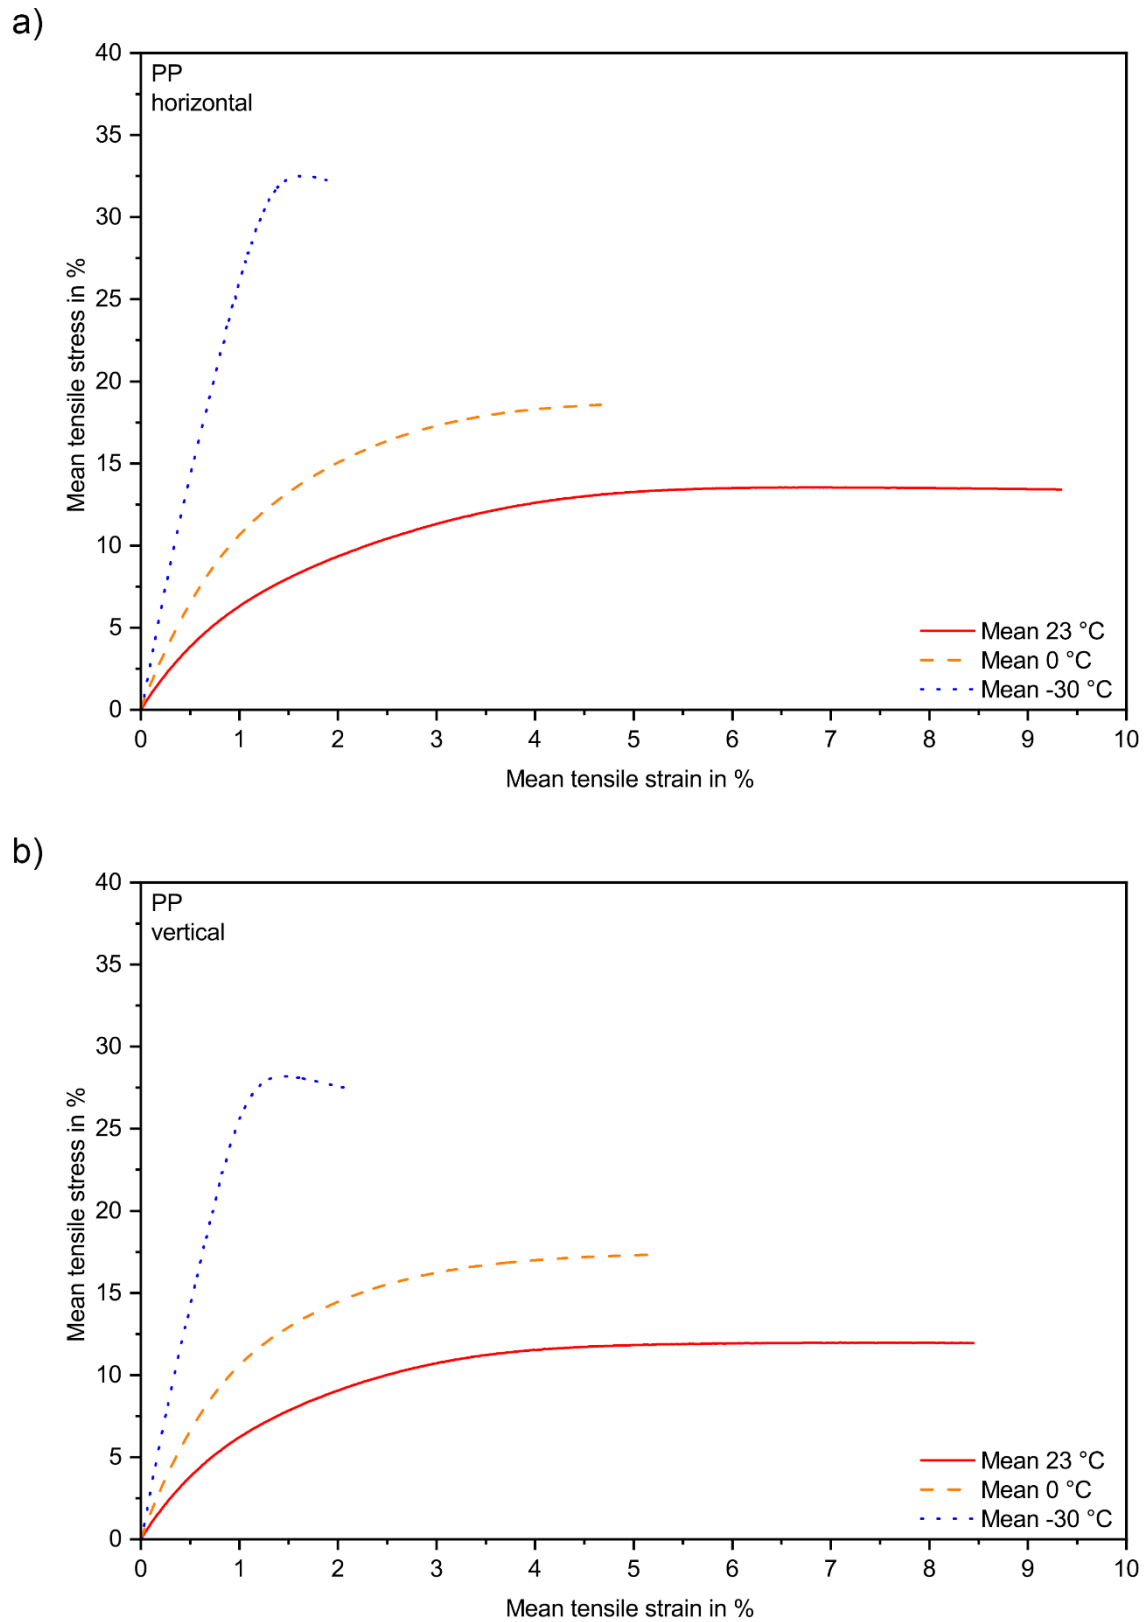 a)
40
35
30
25
20
15
10
5
0
Mean tensile stress in %
PP
horizontal
Mean 23 °C
Mean 0 °C
Mean -30 °C
0 1 2 3 4 5 6 7 8 9 10
Mean tensile strain in %
b)
40
35
30
25
20
15
10
5
0
Mean tensile stress in %
PP
vertical
Mean 23 °C
Mean 0 °C
Mean -30 °C
0 1 2 3 4 5 6 7 8 9 10
Mean tensile strain in %